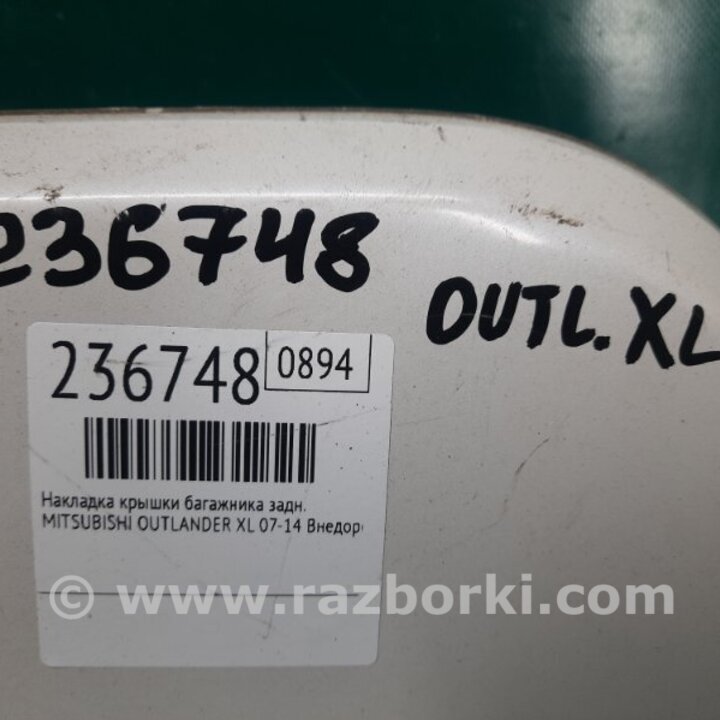 236748
OUTL.XL
236748 0894
Накладка крышки багажника задн.
MITSUBISHI OUTLANDER XL 07-14 Внедор
© www.razborki.com